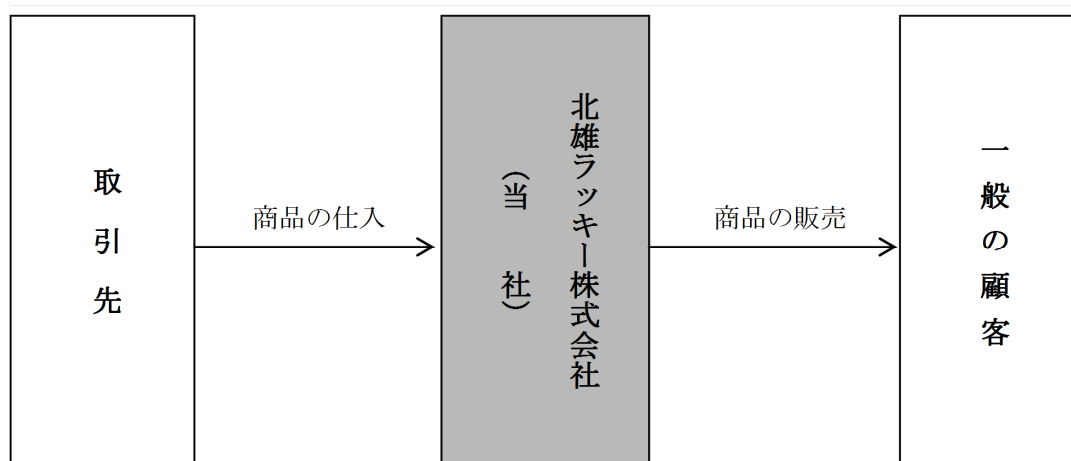 取引先
商品の仕入
北雄ラッキー株式会社
（当社）
商品の販売
一般の顧客